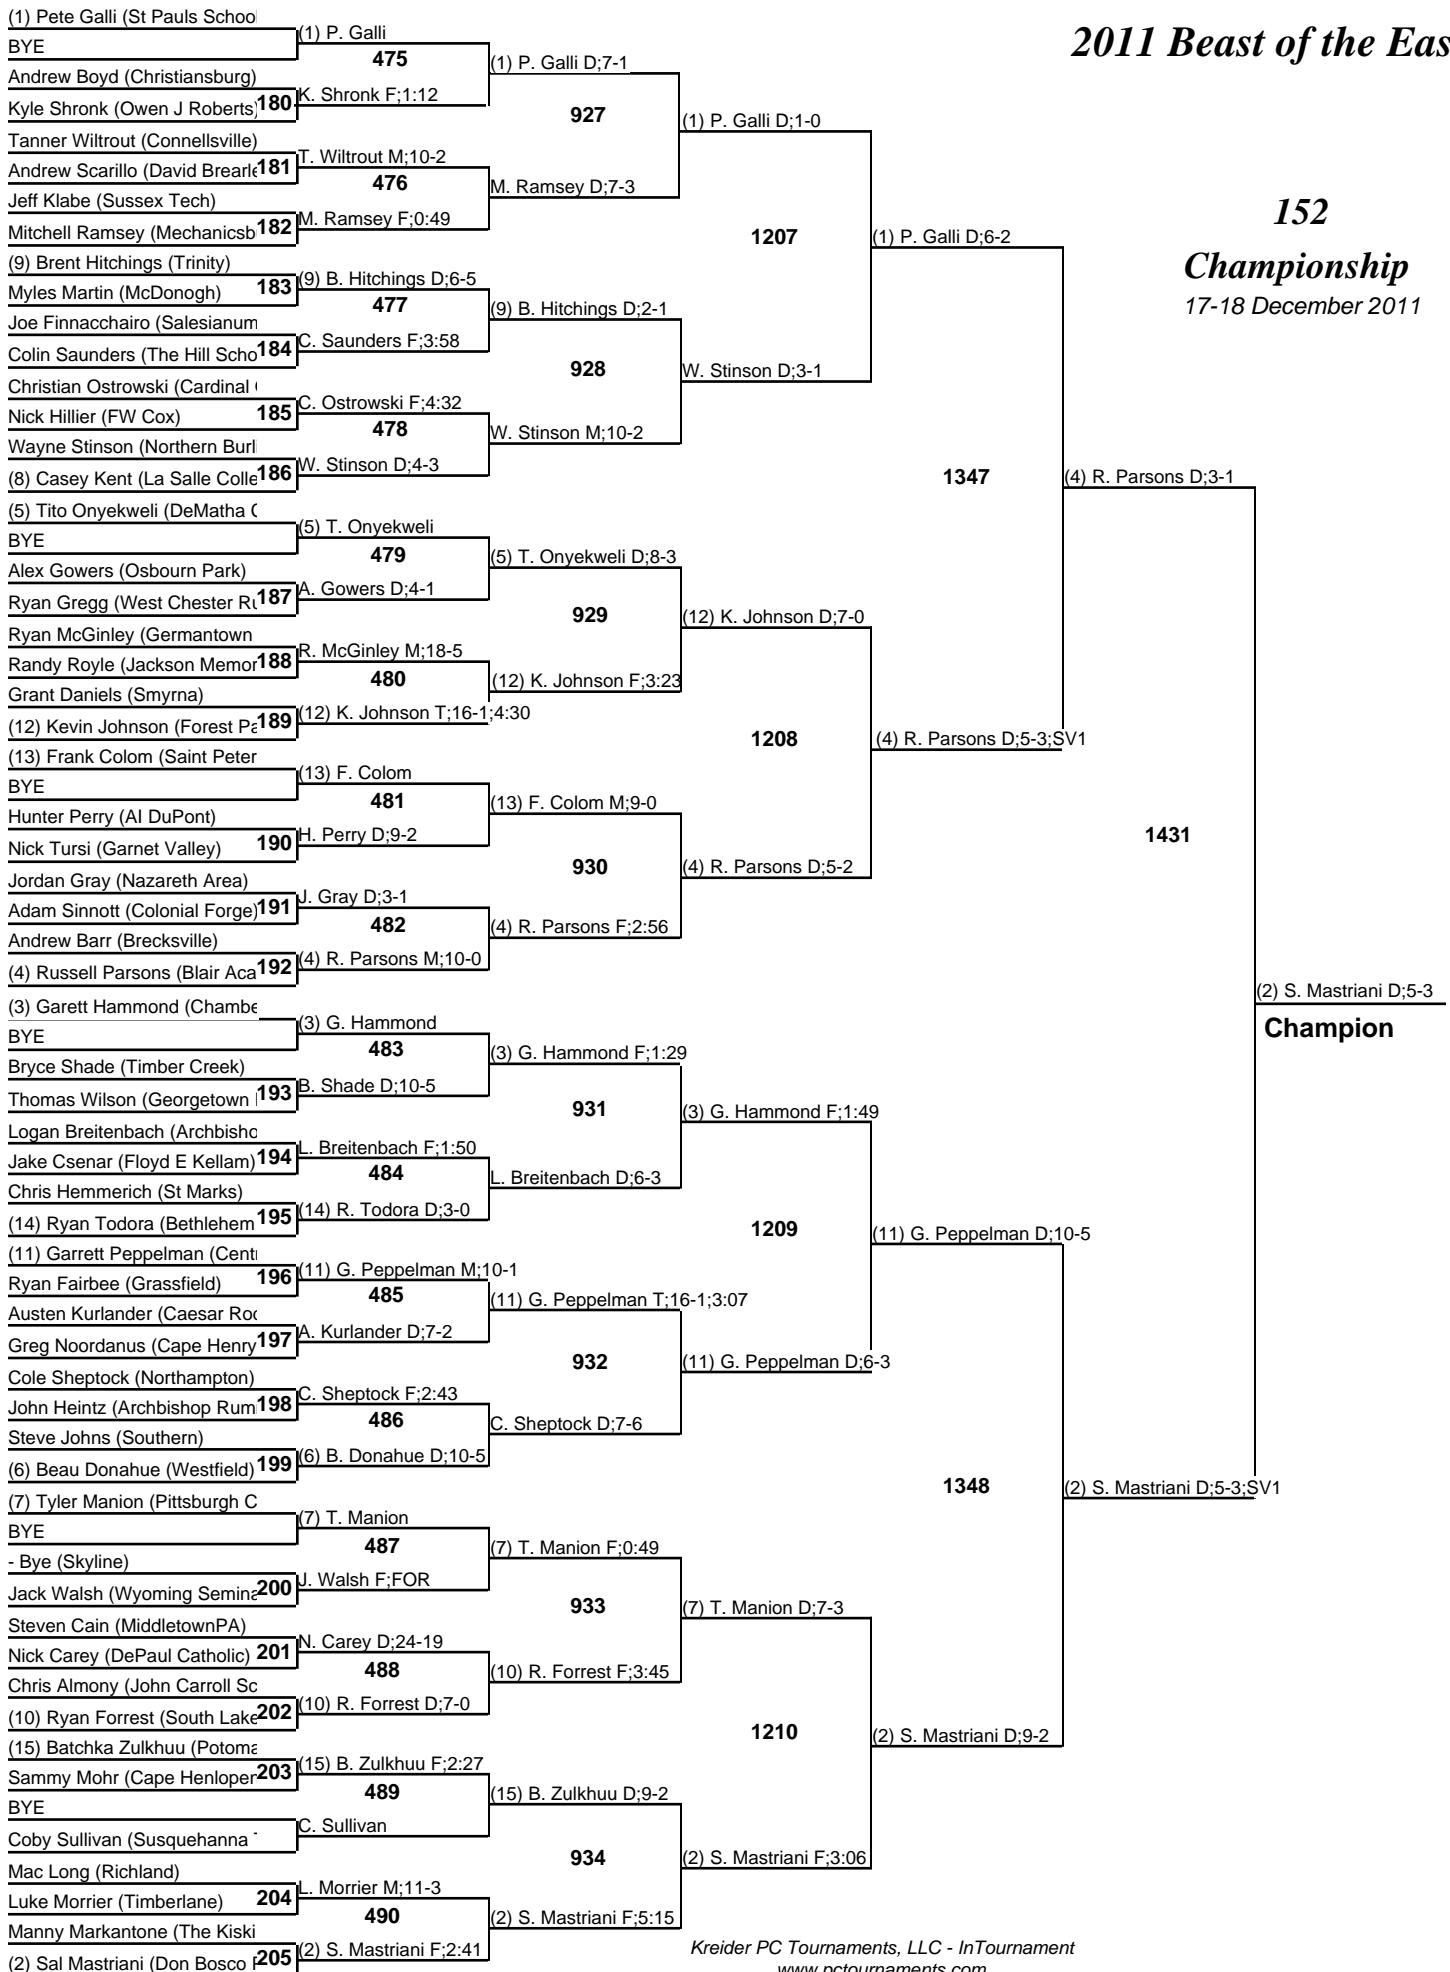 2011 Beast of the Eas
152
Championship
17-18 December 2011
(1) Pete Galli (St Pauls School
BYE
Andrew Boyd (Christiansburg)
Kyle Shronk (Owen J Roberts)
180
Tanner Wiltrout (Connellsville)
Andrew Scarillo (David Brearle
181
Jeff Klabe (Sussex Tech)
Mitchell Ramsey (Mechanicsb
182
(9) Brent Hitchings (Trinity)
Myles Martin (McDonogh)
183
Joe Finnacchairo (Salesianum
Colin Saunders (The Hill Scho
184
Christian Ostrowski (Cardinal
Nick Hillier (FW Cox)
185
Wayne Stinson (Northern Burl
(8) Casey Kent (La Salle Colle
186
(5) Tito Onyekweli (DeMatha C
BYE
Alex Gowers (Osbourn Park)
Ryan Gregg (West Chester Ru
187
Ryan McGinley (Germantown
Randy Royle (Jackson Memor
188
Grant Daniels (Smyrna)
(12) Kevin Johnson (Forest Pa
189
(13) Frank Colom (Saint Peter
BYE
Hunter Perry (AI DuPont)
Nick Tursi (Garnet Valley)
190
Jordan Gray (Nazareth Area)
Adam Sinnott (Colonial Forge)
191
Andrew Barr (Brecksville)
(4) Russell Parsons (Blair Aca
192
(3) Garett Hammond (Chambe
BYE
Bryce Shade (Timber Creek)
Thomas Wilson (Georgetown
193
Logan Breitenbach (Archbisho
Jake Csenar (Floyd E Kellam)
194
Chris Hemmerich (St Marks)
(14) Ryan Todora (Bethlehem
195
(11) Garrett Peppelman (Centr
Ryan Fairbee (Grassfield)
196
Austen Kurlander (Caesar Rod
Greg Noordanus (Cape Henry
197
Cole Sheptock (Northampton)
John Heintz (Archbishop Rum
198
Steve Johns (Southern)
(6) Beau Donahue (Westfield)
199
(7) Tyler Manion (Pittsburgh C
BYE
- Bye (Skyline)
Jack Walsh (Wyoming Semina
200
Steven Cain (MiddletownPA)
Nick Carey (DePaul Catholic)
201
Chris Almony (John Carroll Sc
(10) Ryan Forrest (South Lake
202
(15) Batchka Zulkhuu (Potoma
Sammy Mohr (Cape Henlopen
203
BYE
Coby Sullivan (Susquehanna
Mac Long (Richland)
Luke Morrier (Timberlane)
204
Manny Markantone (The Kiski
(2) Sal Mastriani (Don Bosco P
205
(1) P. Galli
475
K. Shronk F;1:12
T. Wiltrout M;10-2
476
M. Ramsey F;0:49
(9) B. Hitchings D;6-5
477
C. Saunders F;3:58
C. Ostrowski F;4:32
478
W. Stinson D;4-3
(5) T. Onyekweli
479
A. Gowers D;4-1
R. McGinley M;18-5
480
(12) K. Johnson T;16-1;4:30
(13) F. Colom
481
H. Perry D;9-2
J. Gray D;3-1
482
(4) R. Parsons M;10-0
(3) G. Hammond
483
B. Shade D;10-5
L. Breitenbach F;1:50
484
(14) R. Todora D;3-0
(11) G. Peppelman M;10-1
485
A. Kurlander D;7-2
C. Sheptock F;2:43
486
(6) B. Donahue D;10-5
(7) T. Manion
487
J. Walsh F;FOR
N. Carey D;24-19
488
(10) R. Forrest D;7-0
(15) B. Zulkhuu F;2:27
489
C. Sullivan
L. Morrier M;11-3
490
(2) S. Mastriani F;2:41
(1) P. Galli D;7-1
927
M. Ramsey D;7-3
(9) B. Hitchings D;2-1
928
W. Stinson M;10-2
(5) T. Onyekweli D;8-3
929
(12) K. Johnson F;3:23
(13) F. Colom M;9-0
930
(4) R. Parsons F;2:56
(3) G. Hammond F;1:29
931
L. Breitenbach D;6-3
(11) G. Peppelman T;16-1;3:07
932
C. Sheptock D;7-6
(7) T. Manion F;0:49
933
(10) R. Forrest F;3:45
(15) B. Zulkhuu D;9-2
934
(2) S. Mastriani F;5:15
(1) P. Galli D;1-0
1207
W. Stinson D;3-1
(12) K. Johnson D;7-0
1208
(4) R. Parsons D;5-2
(3) G. Hammond F;1:49
1209
(11) G. Peppelman D;6-3
(7) T. Manion D;7-3
1210
(2) S. Mastriani F;3:06
(1) P. Galli D;6-2
1347
(4) R. Parsons D;5-3;SV1
(11) G. Peppelman D;10-5
1348
(2) S. Mastriani D;9-2
(4) R. Parsons D;3-1
1431
(2) S. Mastriani D;5-3;SV1
(2) S. Mastriani D;5-3
Champion
Kreider PC Tournaments, LLC - InTournament
www.pctournaments.com